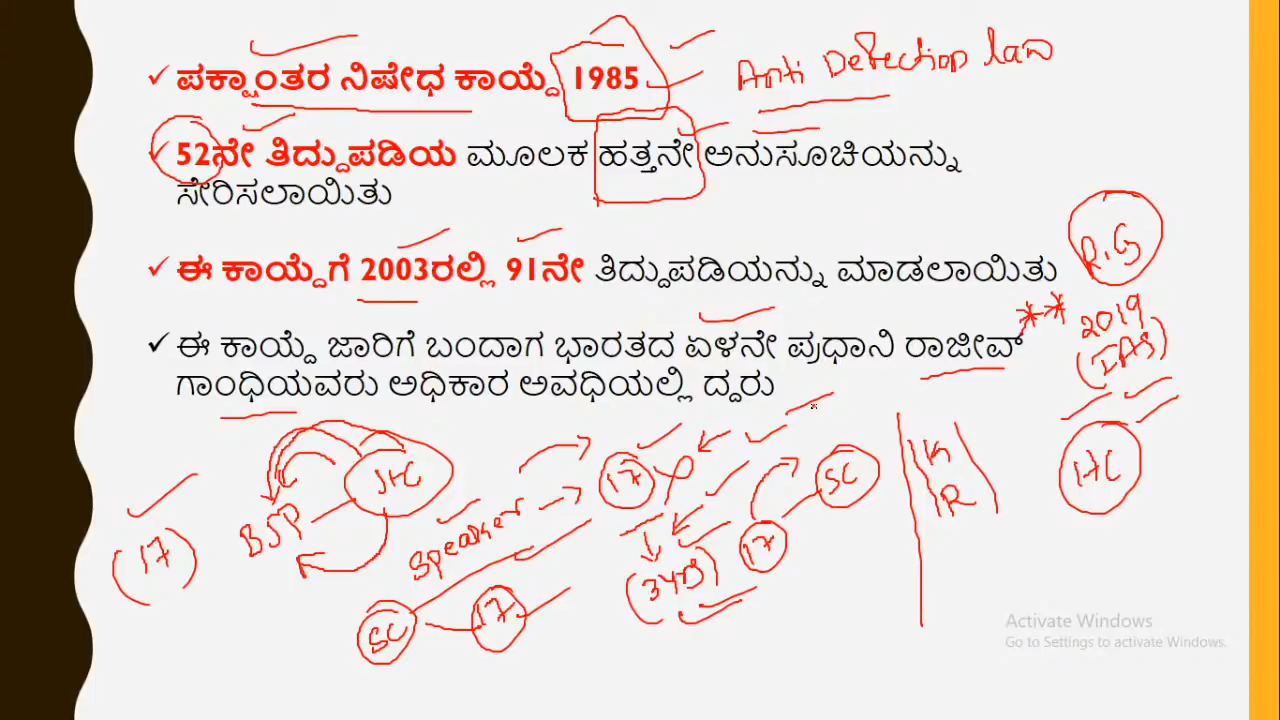 ಪಕ್ಷಾಂತರ ನಿಷೇಧ ಕಾಯ್ದೆ 1985
Anti Defection law
52ನೇ ತಿದ್ದುಪಡಿಯ ಮೂಲಕ ಹತ್ತನೇ ಅನುಸೂಚಿಯನ್ನು
ಸೇರಿಸಲಾಯಿತು
ಈ ಕಾಯ್ದೆಗೆ 2003ರಲ್ಲಿ 91ನೇ ತಿದ್ದುಪಡಿಯನ್ನು ಮಾಡಲಾಯಿತು
R.G
ಈ ಕಾಯ್ದೆ ಜಾರಿಗೆ ಬಂದಾಗ ಭಾರತದ ಏಳನೇ ಪ್ರಧಾನಿ ರಾಜೀವ್
ಗಾಂಧಿಯವರು ಅಧಿಕಾರ ಅವಧಿಯಲ್ಲಿ ದ್ದರು
2019
(IAS)
(17)
BSP
Speaker
17
SC
17
SC
17
R
Activate Windows
Go to Settings to activate Windows.